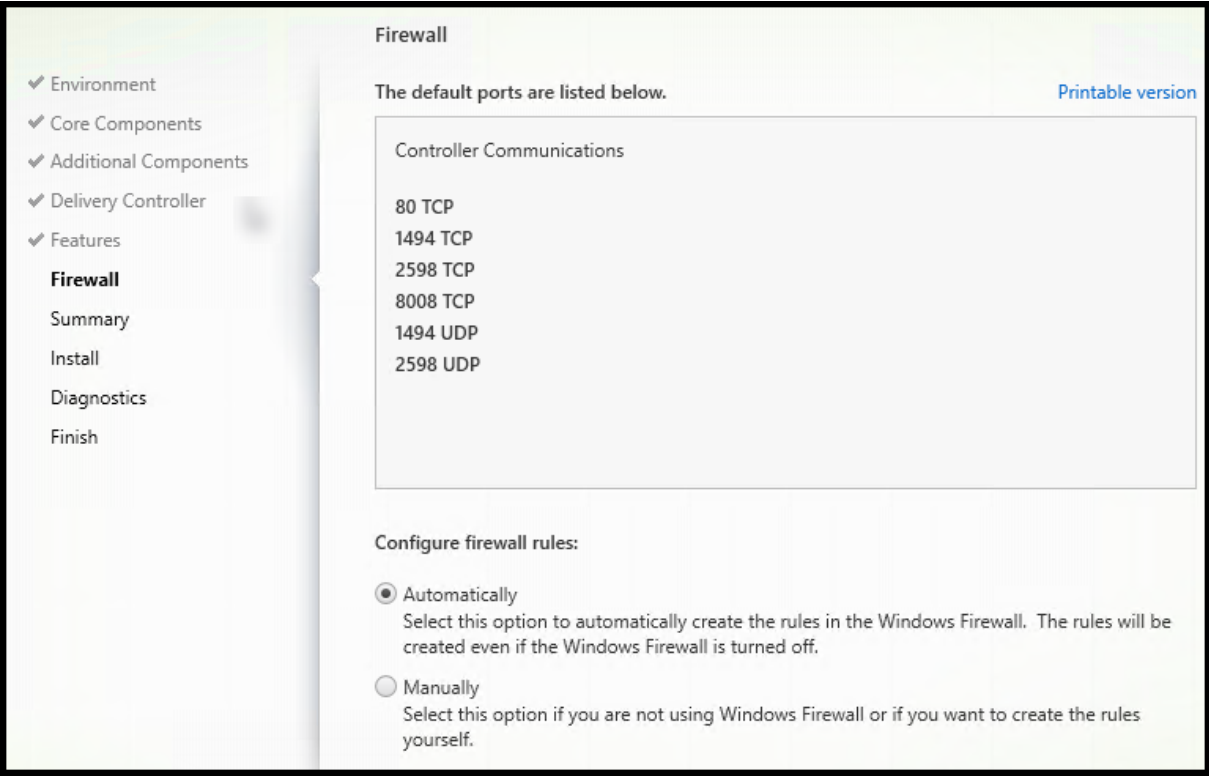 Firewall
Environment
Core Components
Additional Components
Delivery Controller
Features
Firewall
Summary
Install
Diagnostics
Finish
The default ports are listed below.
Printable version
Controller Communications
80 TCP
1494 TCP
2598 TCP
8008 TCP
1494 UDP
2598 UDP
Configure firewall rules:
Automatically
Select this option to automatically create the rules in the Windows Firewall.  The rules will be
created even if the Windows Firewall is turned off.
Manually
Select this option if you are not using Windows Firewall or if you want to create the rules
yourself.